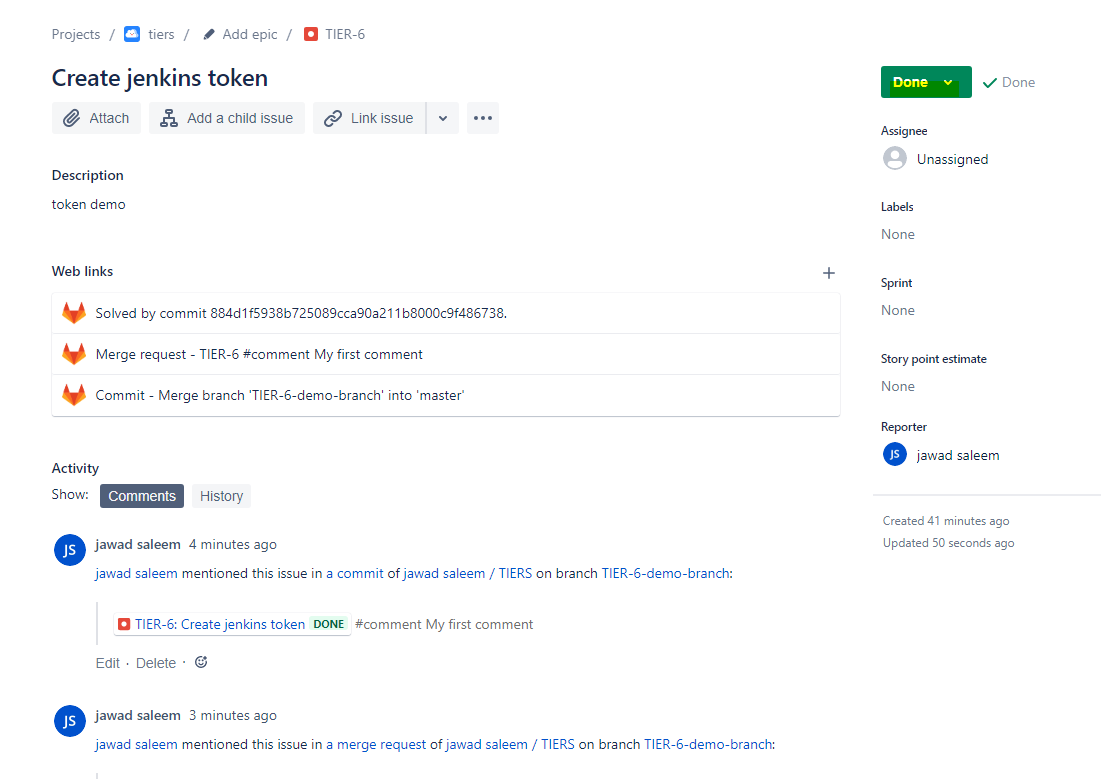 Projects / tiers / Add epic / TIER-6
Create jenkins token
Attach Add a child issue Link issue
Description
token demo
Web links
Solved by commit 884d1f5938b725089cca90a211b8000c9f486738.
Merge request - TIER-6 #comment My first comment
Commit - Merge branch 'TIER-6-demo-branch' into 'master'
Activity
Show: Comments History
JS jawad saleem 4 minutes ago
jawad saleem mentioned this issue in a commit of jawad saleem / TIERS on branch TIER-6-demo-branch:
TIER-6: Create jenkins token DONE #comment My first comment
Edit · Delete ·
JS jawad saleem 3 minutes ago
jawad saleem mentioned this issue in a merge request of jawad saleem / TIERS on branch TIER-6-demo-branch:
Done Done
Assignee
Unassigned
Labels
None
Sprint
None
Story point estimate
None
Reporter
JS jawad saleem
Created 41 minutes ago
Updated 50 seconds ago